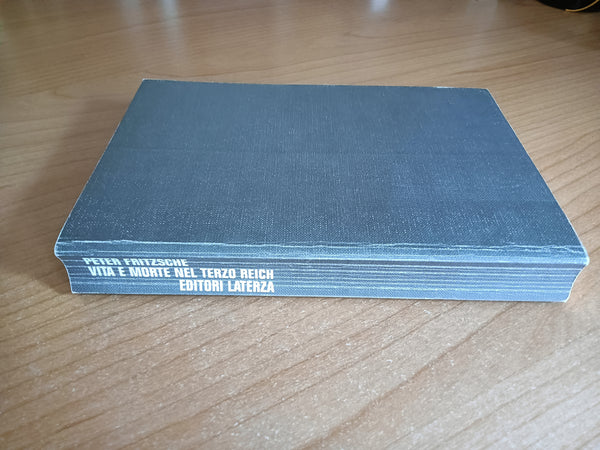 PETER FRITZSCHE
VITA E MORTE NEL TERZO REICH
EDITORI LATERZA